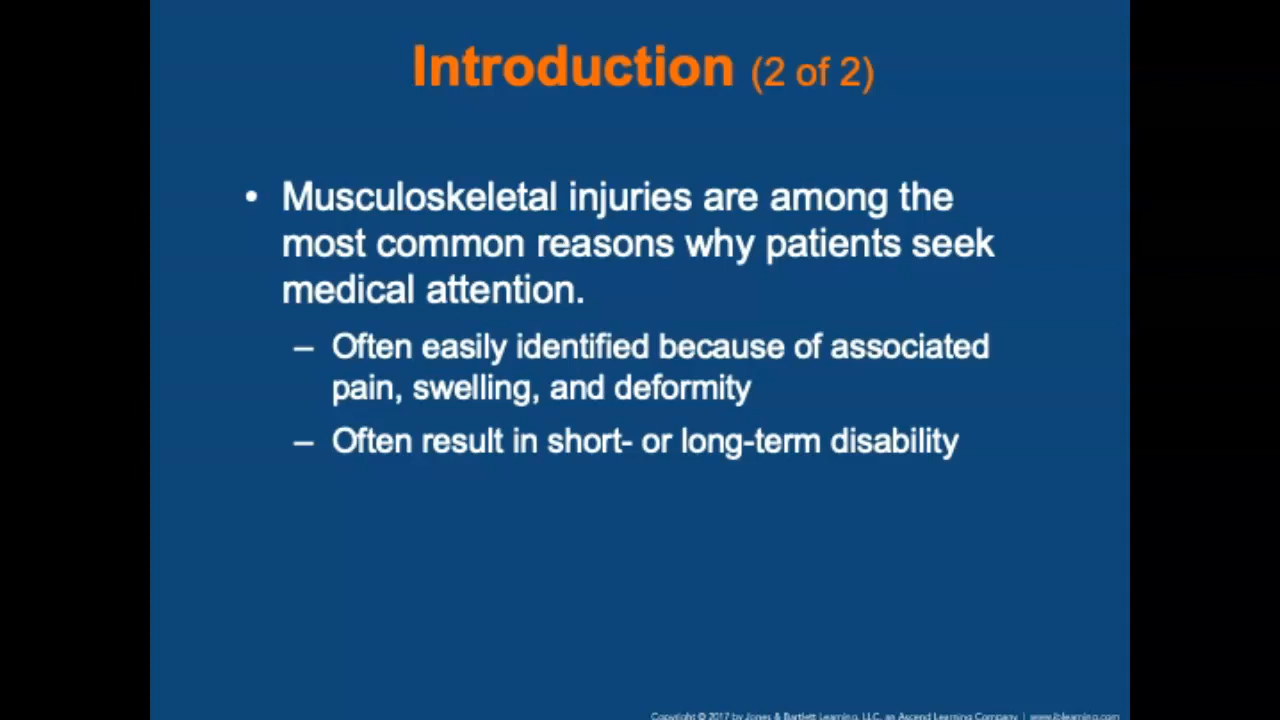 Introduction (2 of 2)
• Musculoskeletal injuries are among the
most common reasons why patients seek
medical attention.
– Often easily identified because of associated
pain, swelling, and deformity
– Often result in short- or long-term disability
Copyright © 2017 by Jones & Bartlett Learning, LLC, an Ascend Learning Company | www.jblearning.com